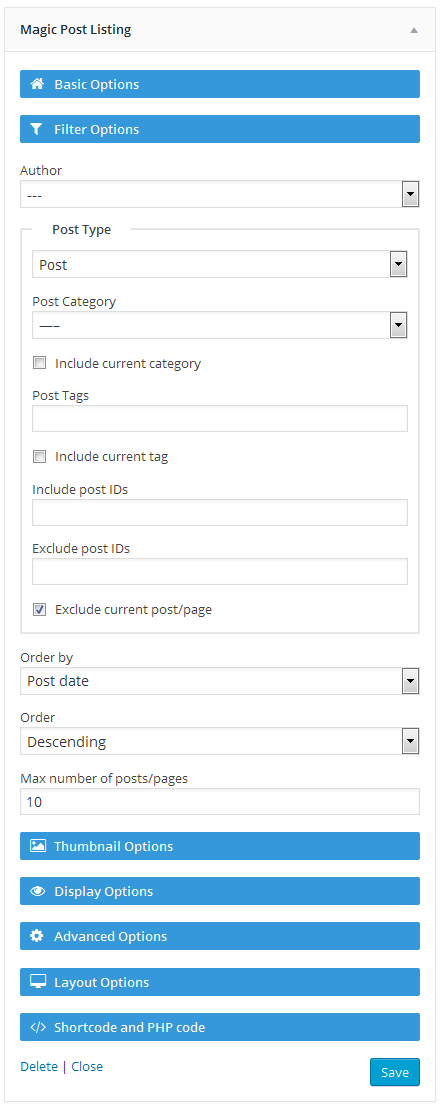 Magic Post Listing
Basic Options
Filter Options
Author
---
Post Type
Post
Post Category
—–
Include current category
Post Tags
Include current tag
Include post IDs
Exclude post IDs
Exclude current post/page
Order by
Post date
Order
Descending
Max number of posts/pages
10
Thumbnail Options
Display Options
Advanced Options
Layout Options
Shortcode and PHP code
Delete | Close
Save